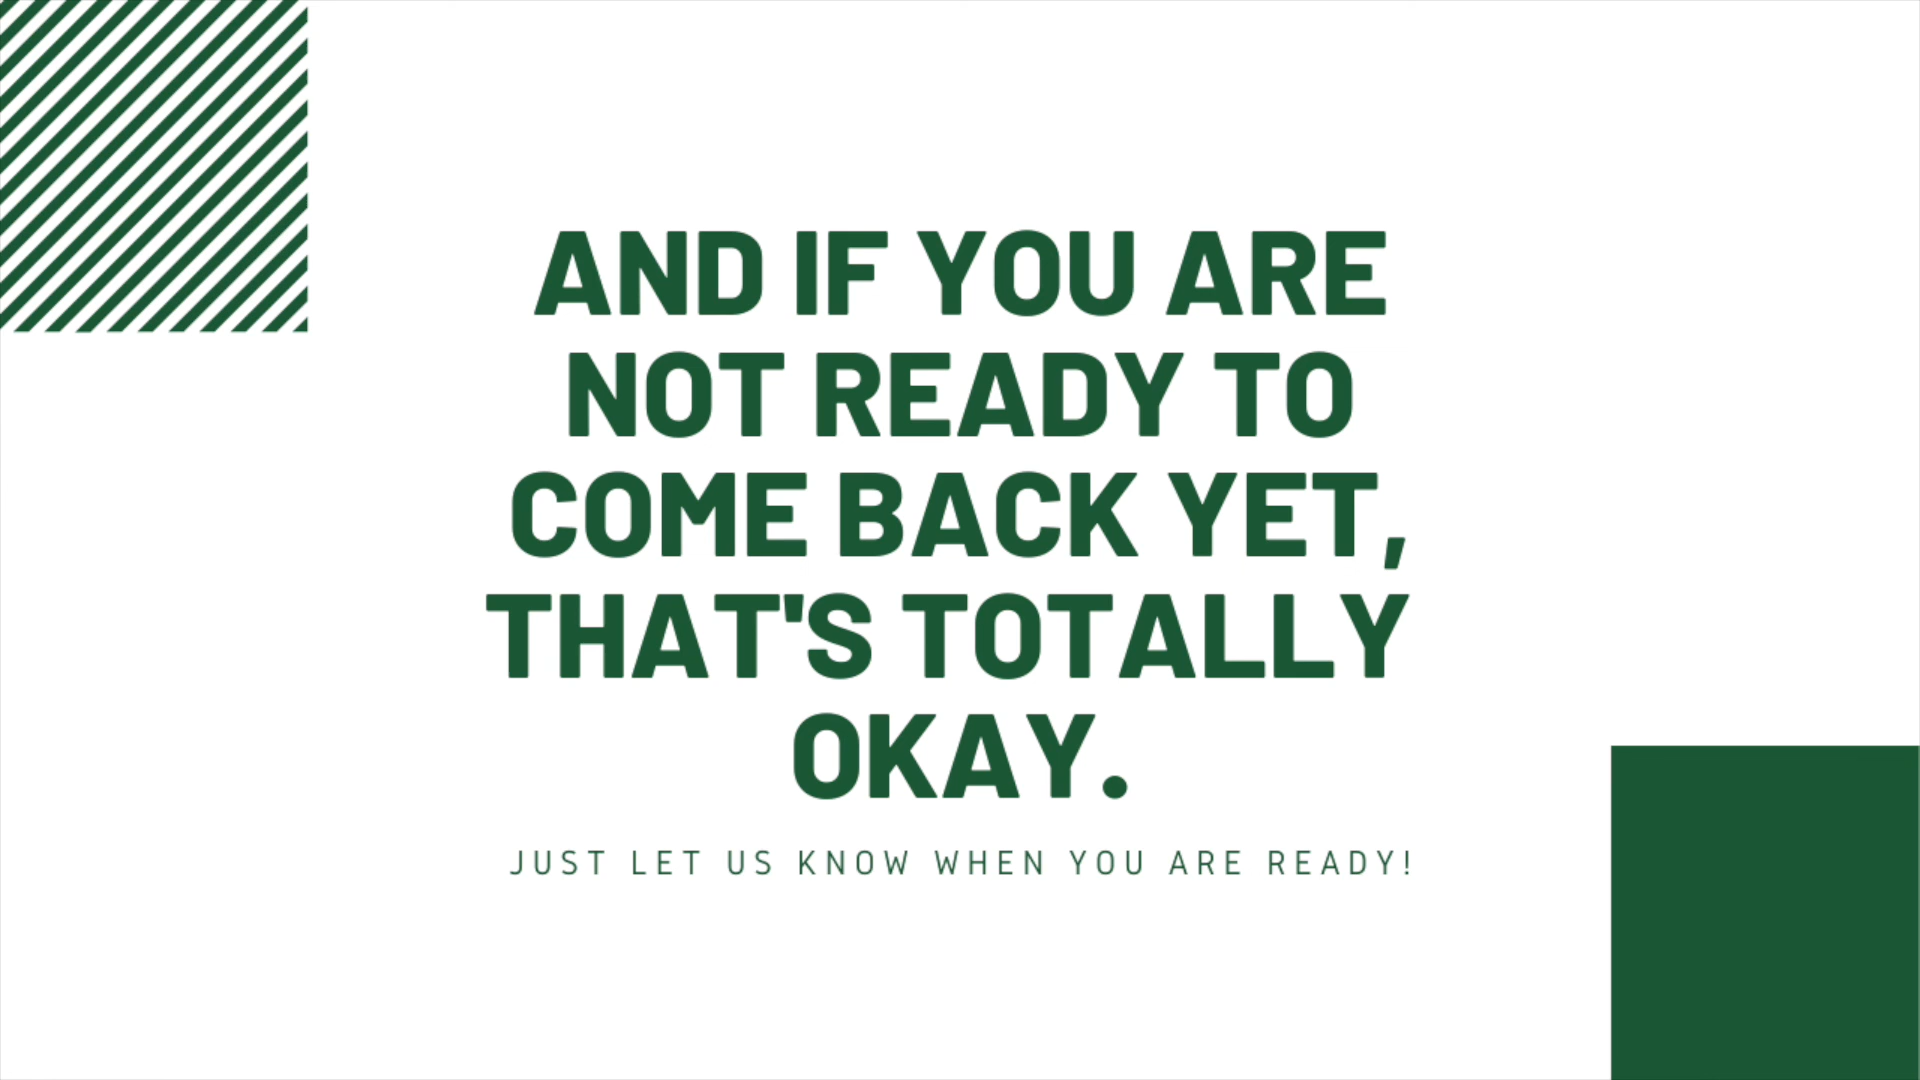 AND IF YOU ARE
NOT READY TO
COME BACK YET,
THAT'S TOTALLY
OKAY.
JUST LET US KNOW WHEN YOU ARE READY!